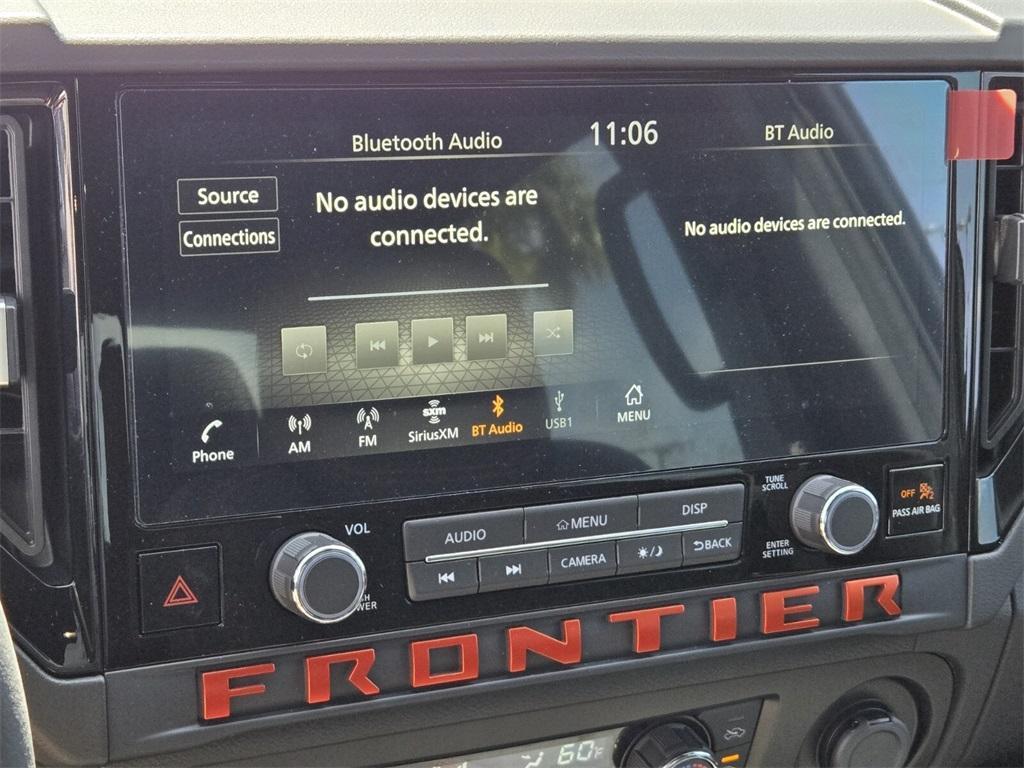 Bluetooth Audio
11:06
BT Audio
Source
Connections
No audio devices are
connected.
No audio devices are connected.
Phone
AM
FM
sxm
SiriusXM
BT Audio
USB1
MENU
VOL
AUDIO
MENU
DISP
CAMERA
BACK
TUNE
SCROLL
ENTER
SETTING
OFF
PASS AIR BAG
FRONTIER
60°F